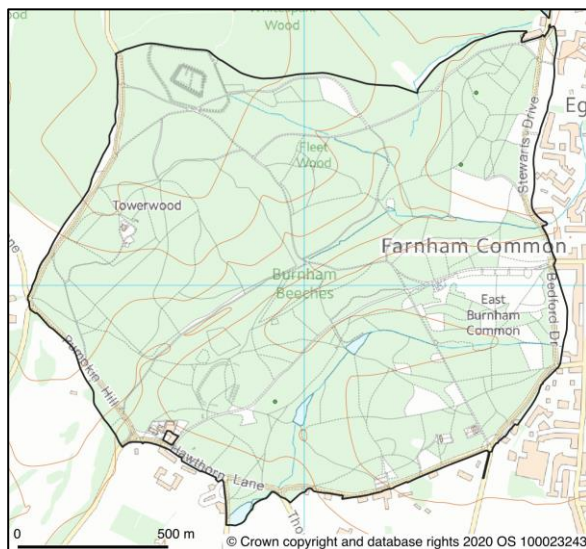 Wood
Eg
Stewarts Drive
Fleet
Wood
Towerwood
Farnham Common
Burnham
Beeches
East
Burnham
Common
Bedford Dr
Pumpkin Hill
Hawthorn Lane
Tho
0
500 m
© Crown copyright and database rights 2020 OS 100023243